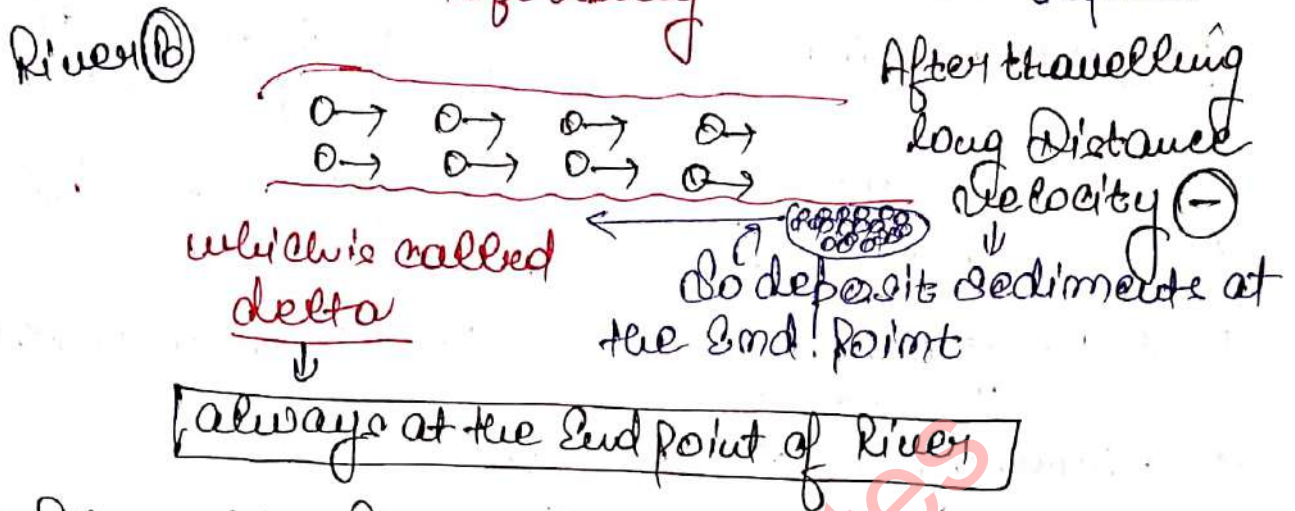 River (B)
After travelling
long Distance
velocity (-)
↓
So deposit sediments at
the End point
which is called
delta
↓
always at the End point of River